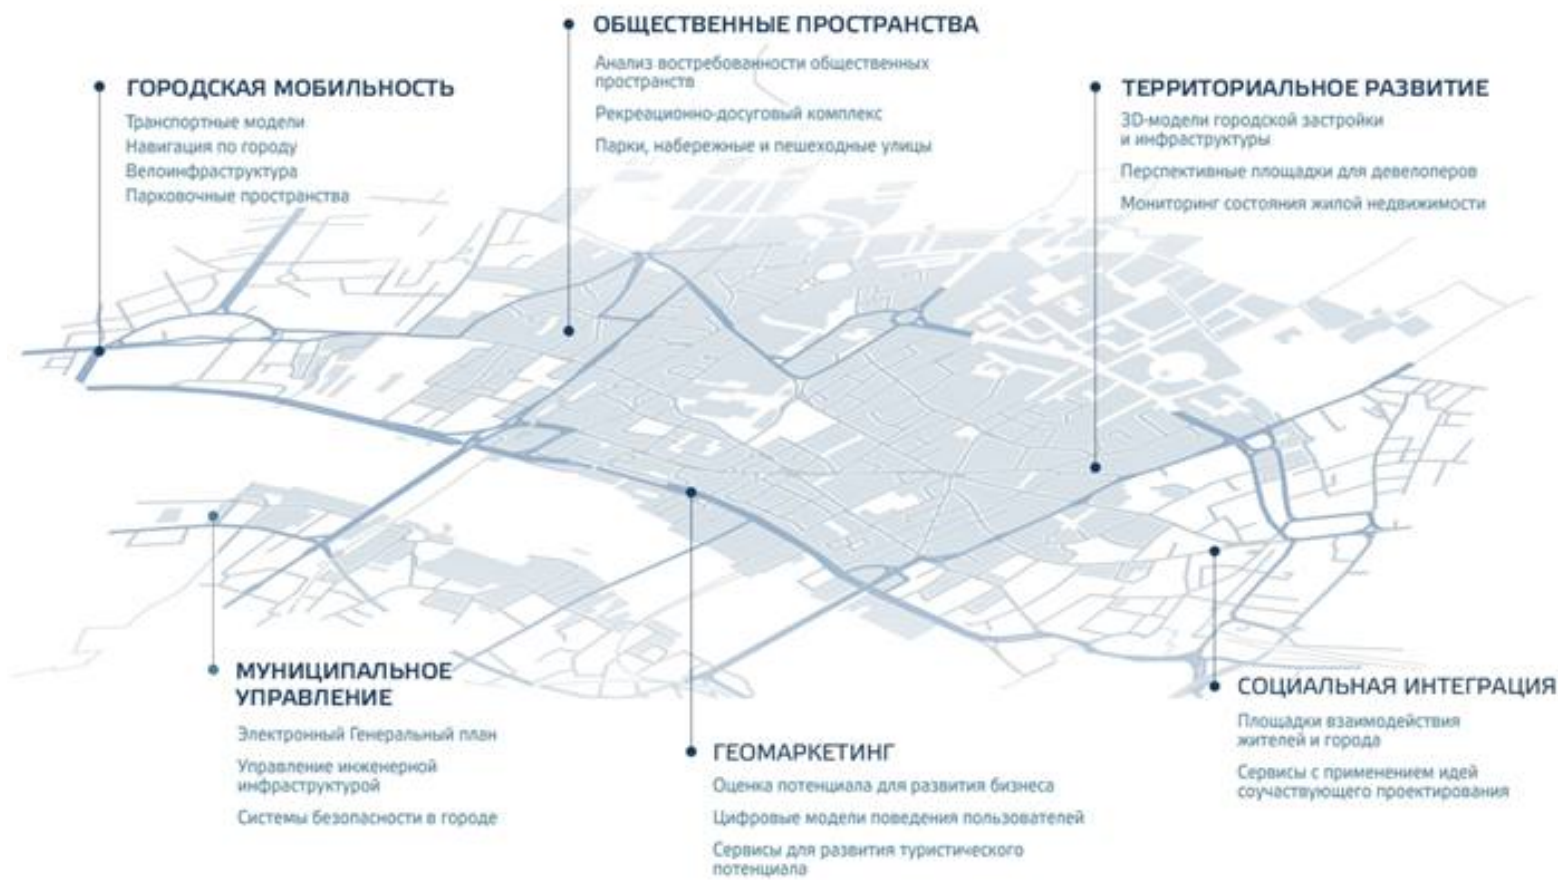 ОБЩЕСТВЕННЫЕ ПРОСТРАНСТВА
Анализ востребованности общественных
пространств
Рекреационно-досуговый комплекс
Парки, набережные и пешеходные улицы
ГОРОДСКАЯ МОБИЛЬНОСТЬ
Транспортные модели
Навигация по городу
Велоинфраструктура
Парковочные пространства
ТЕРРИТОРИАЛЬНОЕ РАЗВИТИЕ
3D-модели городской застройки
и инфраструктуры
Перспективные площадки для девелоперов
Мониторинг состояния жилой недвижимости
МУНИЦИПАЛЬНОЕ
УПРАВЛЕНИЕ
Электронный Генеральный план
Управление инженерной
инфраструктурой
Системы безопасности в городе
ГЕОМАРКЕТИНГ
Оценка потенциала для развития бизнеса
Цифровые модели поведения пользователей
Сервисы для развития туристического
потенциала
СОЦИАЛЬНАЯ ИНТЕГРАЦИЯ
Площадки взаимодействия
жителей и города
Сервисы с применением идей
соучаствующего проектирования